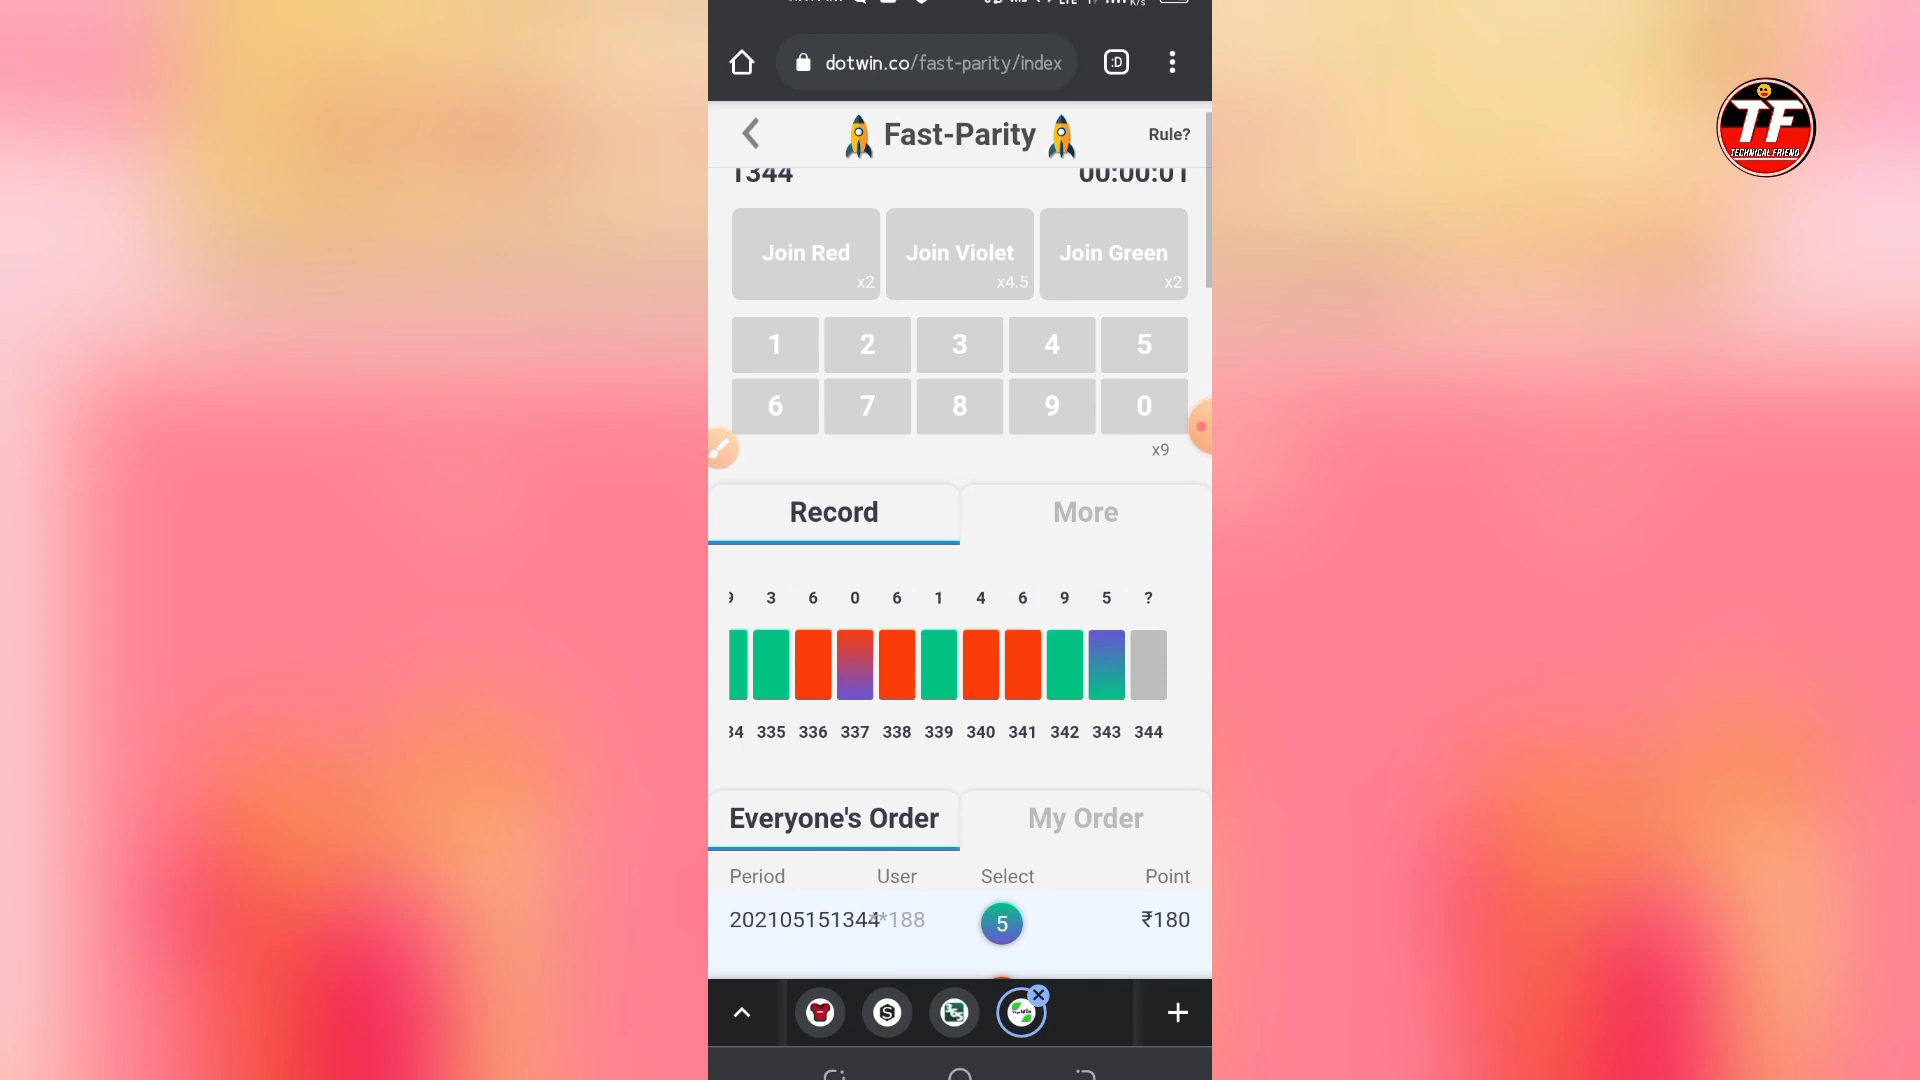 dotwin.co/fast-parity/index
:D
Fast-Parity
Rule?
1344
00:00:01
Join Red
x2
Join Violet
x4.5
Join Green
x2
1 2 3 4 5
6 7 8 9 0
x9
Record
More
9 3 6 0 6 1 4 6 9 5 ?
34 335 336 337 338 339 340 341 342 343 344
Everyone's Order
My Order
Period User Select Point
202105151344 **188 5 ₹180
TF
TECHNICAL FRIEND
S
365
+